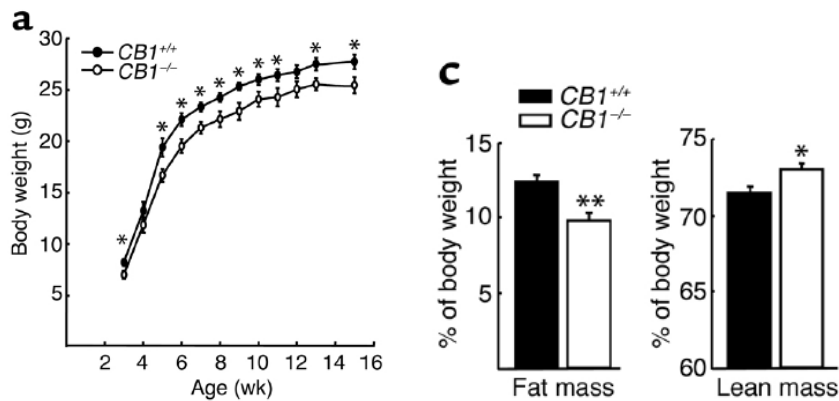 a
30
25
20
15
10
5
Body weight (g)
CB1+/+
CB1−/−
*
*
*
*
*
*
*
*
*
*
2 4 6 8 10 12 14 16
Age (wk)
c
CB1+/+
CB1−/−
15
10
5
% of body weight
**
Fat mass
75
70
65
60
% of body weight
*
Lean mass